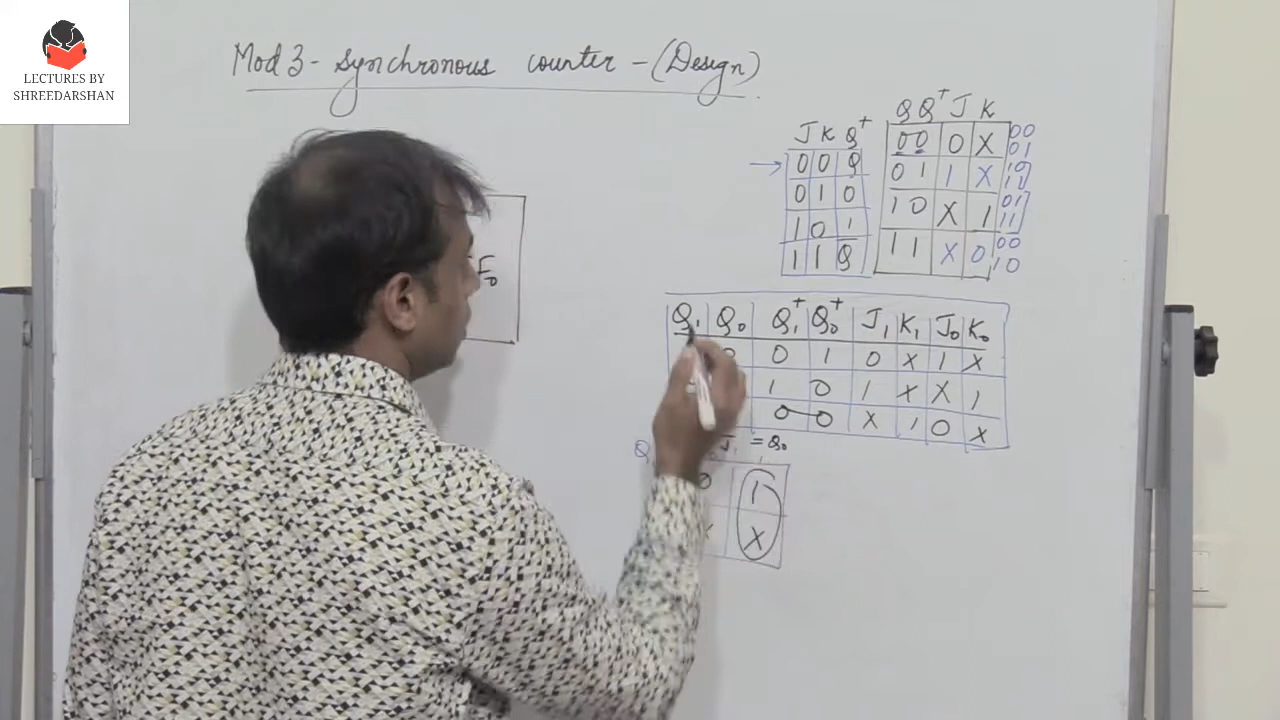 LECTURES BY
SHREEDARSHAN
Mod 3 - Synchronous counter - (Design)
J K Q⁺
0 0 Q
0 1 0
1 0 1
1 1 Q̅
Q Q⁺ J K
0 0 0 X 00 01
0 1 1 X 10 11
1 0 X 1 01 11
1 1 X 0 00 10
F₀
Q₁ Q₀ Q₁⁺ Q₀⁺ J₁ K₁ J₀ K₀
0 0 1 0 X 1 X
1 0 1 X X 1
0 0 X 1 0 X
Q J₁ = Q₀
0 1
X X